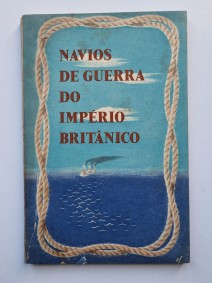 NAVIOS
DE GUERRA
DO
IMPÉRIO
BRITÂNICO